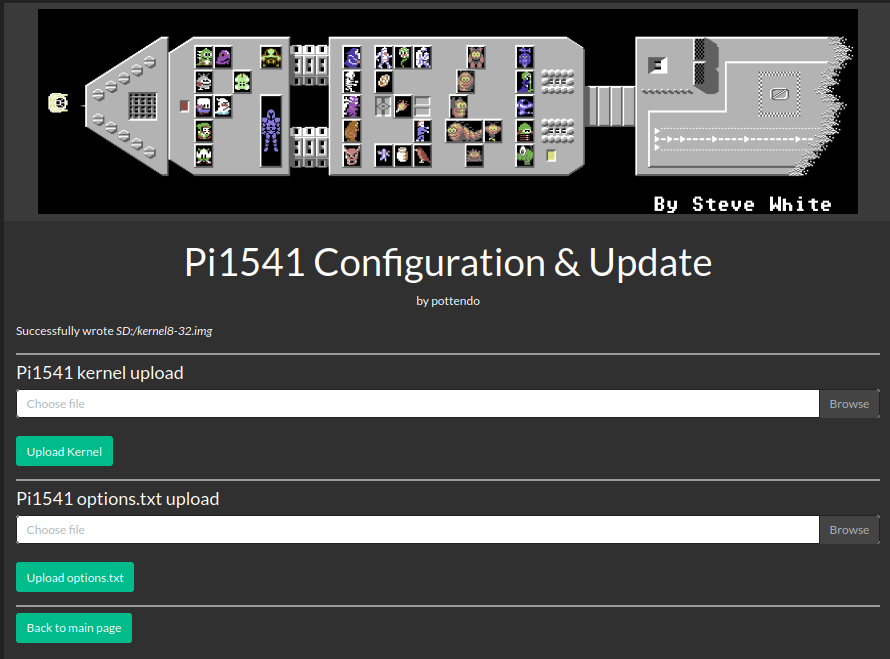 By Steve White
Pi1541 Configuration & Update
by pottendo
Successfully wrote SD:/kernel8-32.img
Pi1541 kernel upload
Choose file
Browse
Upload Kernel
Pi1541 options.txt upload
Choose file
Browse
Upload options.txt
Back to main page